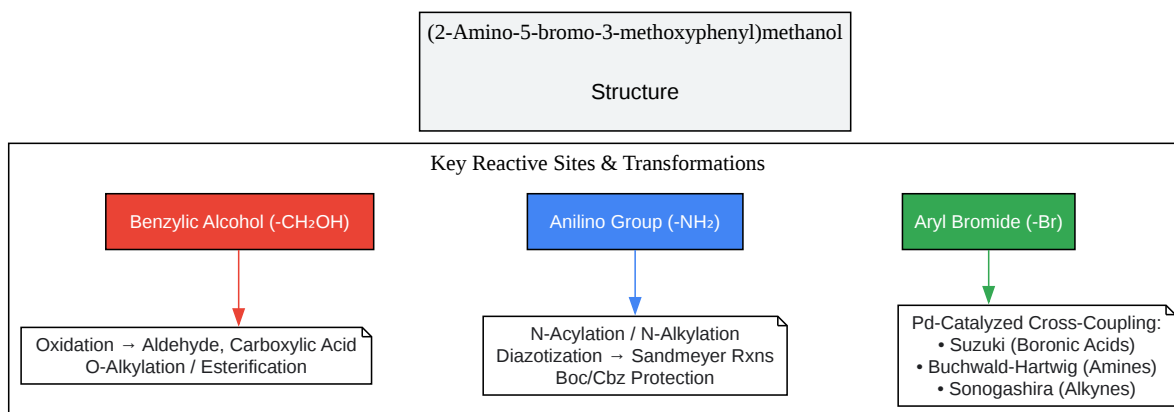 (2-Amino-5-bromo-3-methoxyphenyl)methanol
Structure
Key Reactive Sites & Transformations
Benzylic Alcohol (-CH₂OH)
Anilino Group (-NH₂)
Aryl Bromide (-Br)
Oxidation → Aldehyde, Carboxylic Acid
O-Alkylation / Esterification
N-Acylation / N-Alkylation
Diazotization → Sandmeyer Rxns
Boc/Cbz Protection
Pd-Catalyzed Cross-Coupling:
• Suzuki (Boronic Acids)
• Buchwald-Hartwig (Amines)
• Sonogashira (Alkynes)